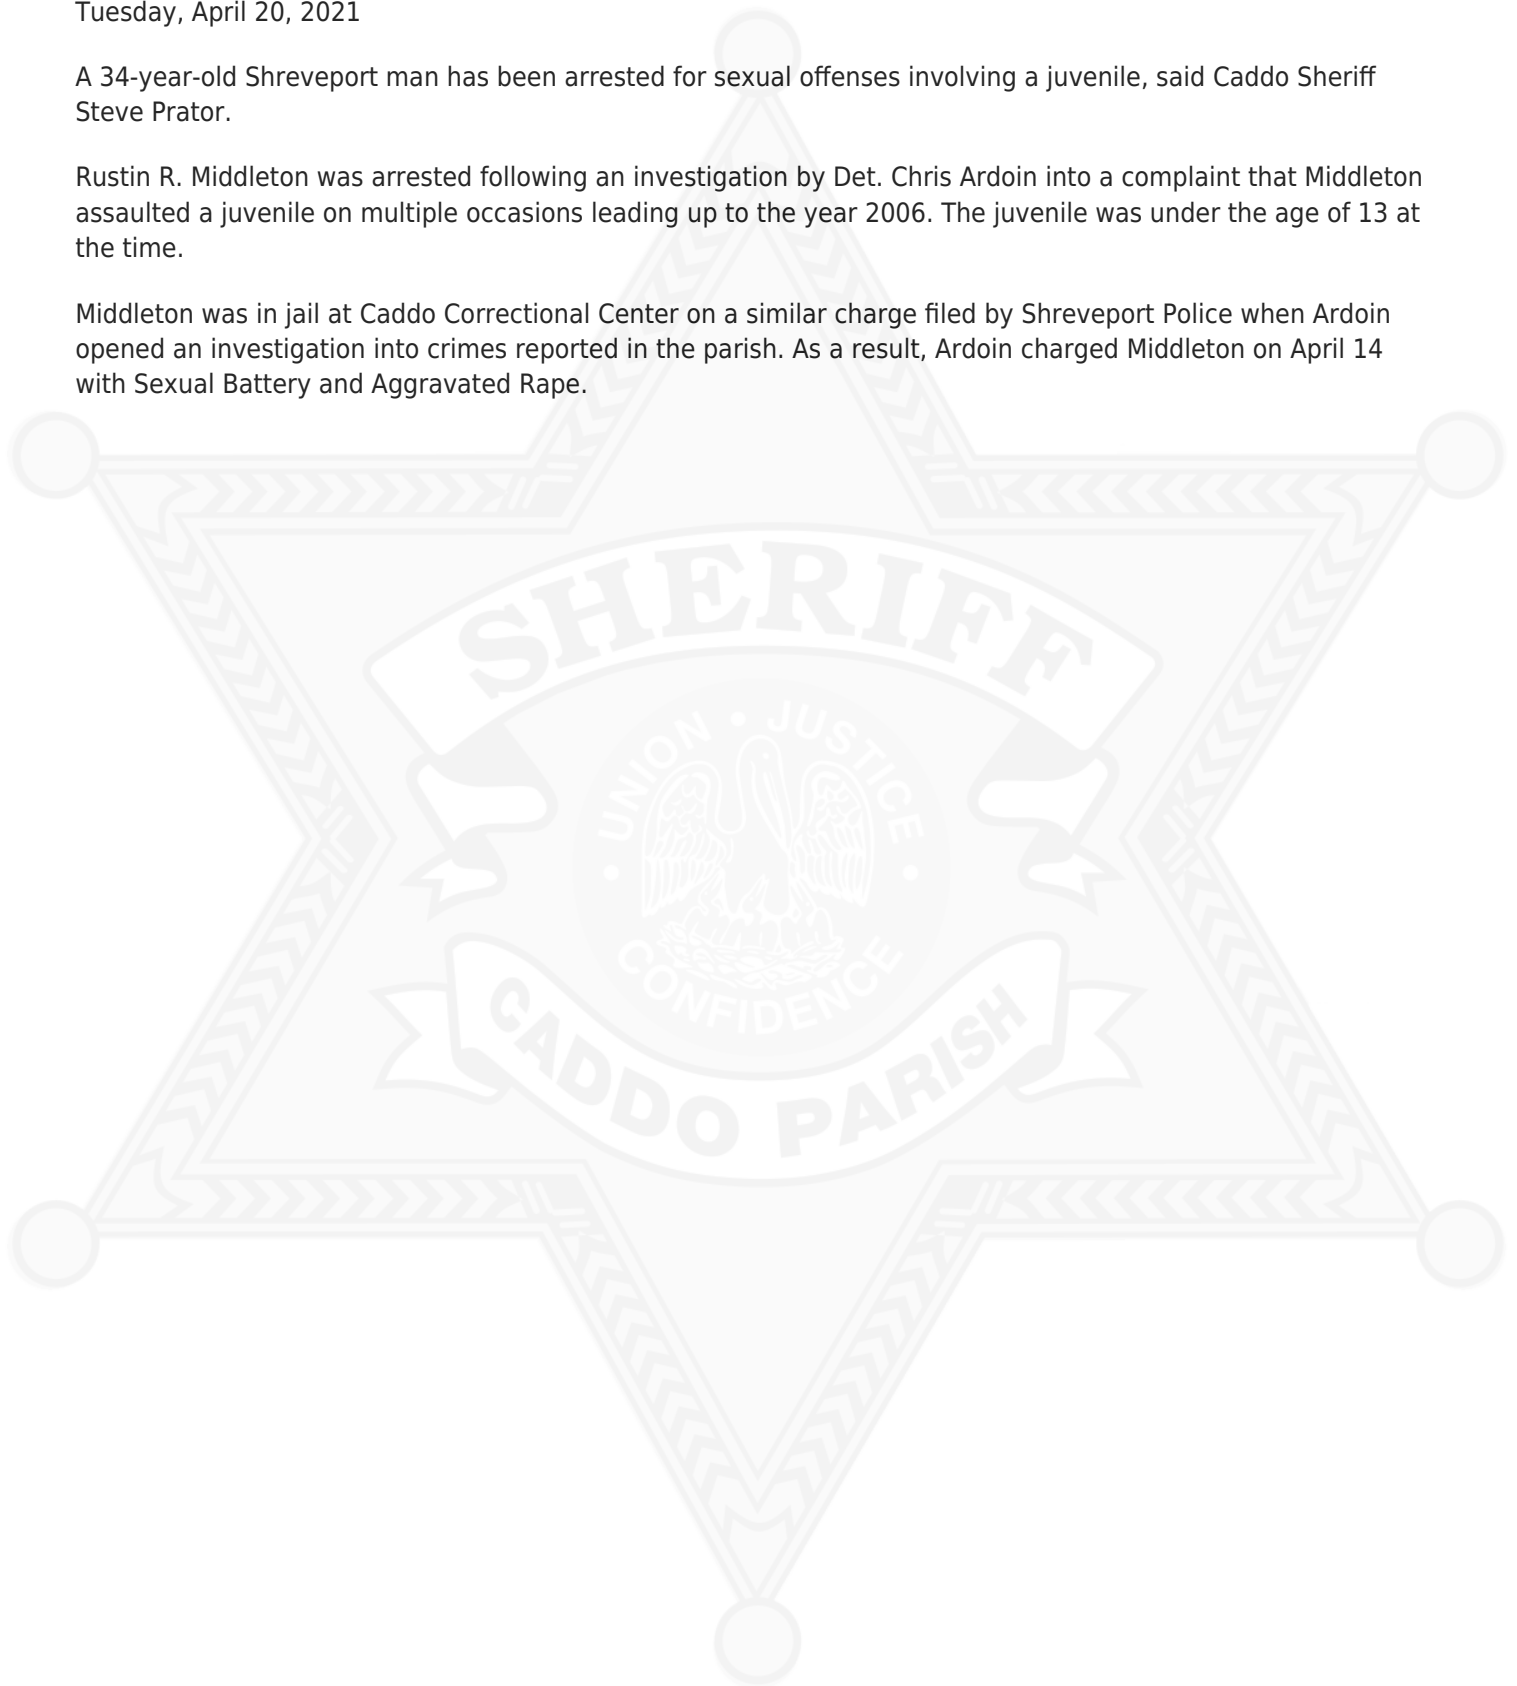 Tuesday, April 20, 2021
A 34-year-old Shreveport man has been arrested for sexual offenses involving a juvenile, said Caddo Sheriff
Steve Prator.
Rustin R. Middleton was arrested following an investigation by Det. Chris Ardoin into a complaint that Middleton
assaulted a juvenile on multiple occasions leading up to the year 2006. The juvenile was under the age of 13 at
the time.
Middleton was in jail at Caddo Correctional Center on a similar charge filed by Shreveport Police when Ardoin
opened an investigation into crimes reported in the parish. As a result, Ardoin charged Middleton on April 14
with Sexual Battery and Aggravated Rape.
SHERIFF
UNION • JUSTICE
• CONFIDENCE •
CADDO PARISH